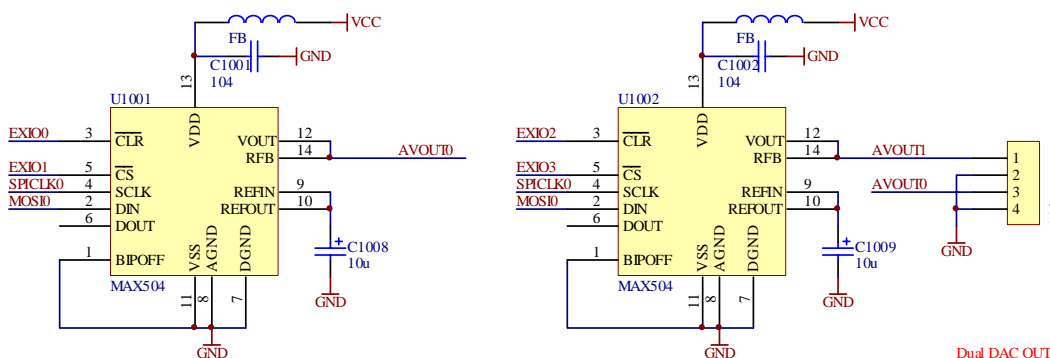 VCC
FB
GND
C1001
104
13
U1001
VDD
EXIO0
3
CLR
VOUT
12
RFB
14
AVOUT0
EXIO1
5
CS
SPICLK0
4
SCLK
REFIN
9
MOSI0
2
DIN
REFOUT
10
6
DOUT
C1008
10u
1
BIPOFF
VSS
AGND
DGND
GND
MAX504
11
8
7
GND
VCC
FB
GND
C1002
104
13
U1002
VDD
EXIO2
3
CLR
VOUT
12
RFB
14
AVOUT1
1
EXIO3
5
CS
2
SPICLK0
4
SCLK
REFIN
9
AVOUT0
3
MOSI0
2
DIN
REFOUT
10
4
6
DOUT
GND
C1009
10u
1
BIPOFF
VSS
AGND
DGND
GND
MAX504
11
8
7
GND
Dual DAC OUT